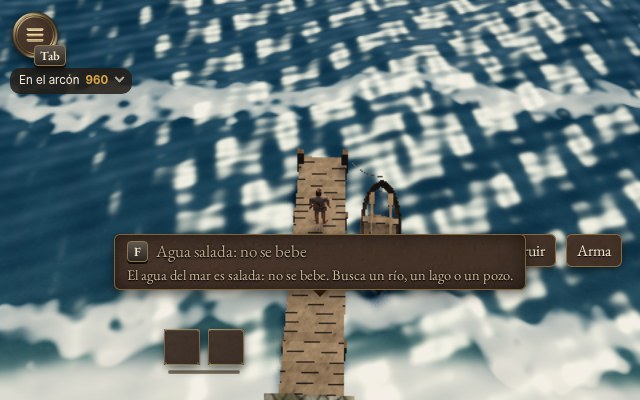 Tab
En el arcón 960
F Agua salada: no se bebe
El agua del mar es salada: no se bebe. Busca un río, un lago o un pozo.
ruir
Arma